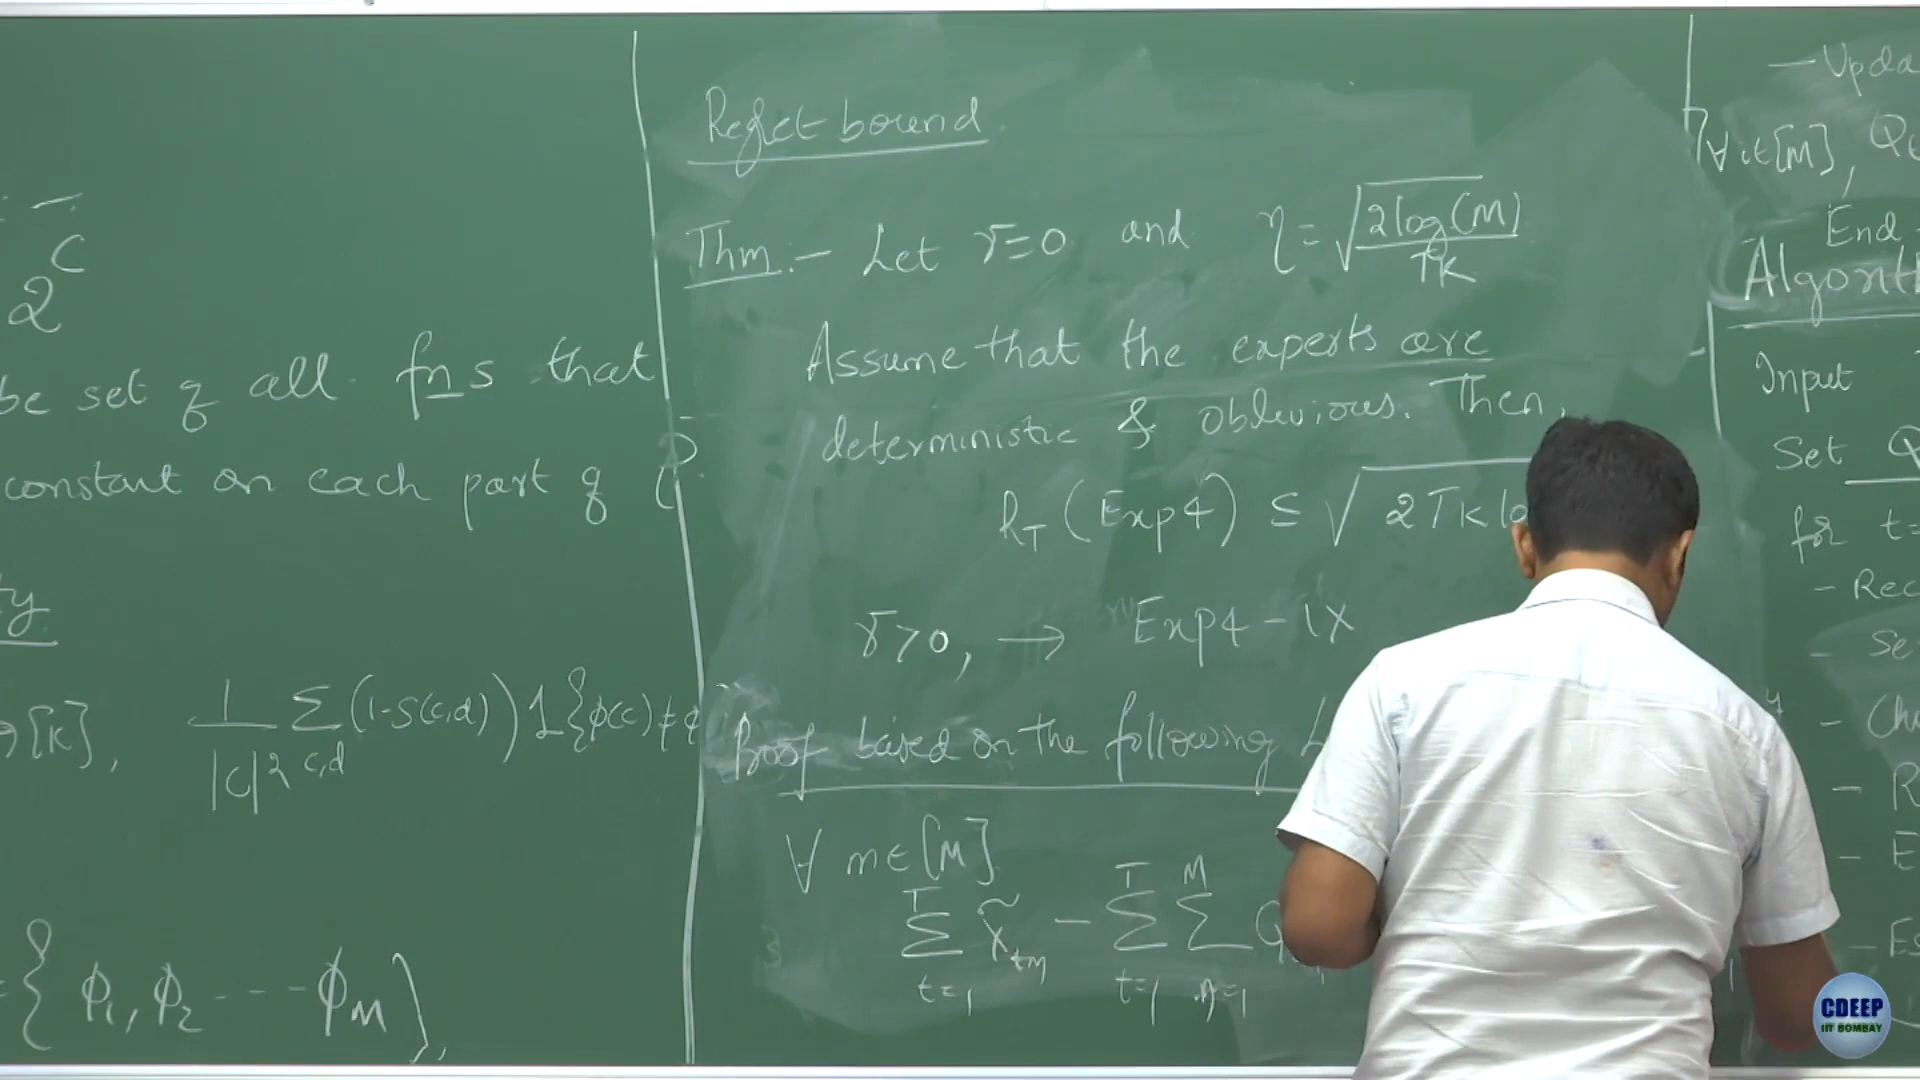 2^C
be set of all fns that
constant on each part of P.
ty
→[K], 1/|C|² Σ_{c,d} (1-S(c,d)) 1{φ(c)≠φ
={ φ₁, φ₂ ---- φ_M },
Regret bound
Thm:- Let γ=0 and η=√(2log(M)/TK)
Assume that the experts are
deterministic & oblevious. Then,
R_T (Exp4) ≤ √2TK lo
γ>0, → Exp4-IX
Proof based on the following
∀ m∈[M]
Σ_{t=1}^{T} X̃_{tm} - Σ_{t=1}^{T} Σ_{m=1}^{M} Q
- Upda
∀ i∈[M], Qt
End
Algorit
Input
Set Q
for t=
- Rec
- Se
- Ch
- R
- E
- Es
CDEEP
IIT BOMBAY